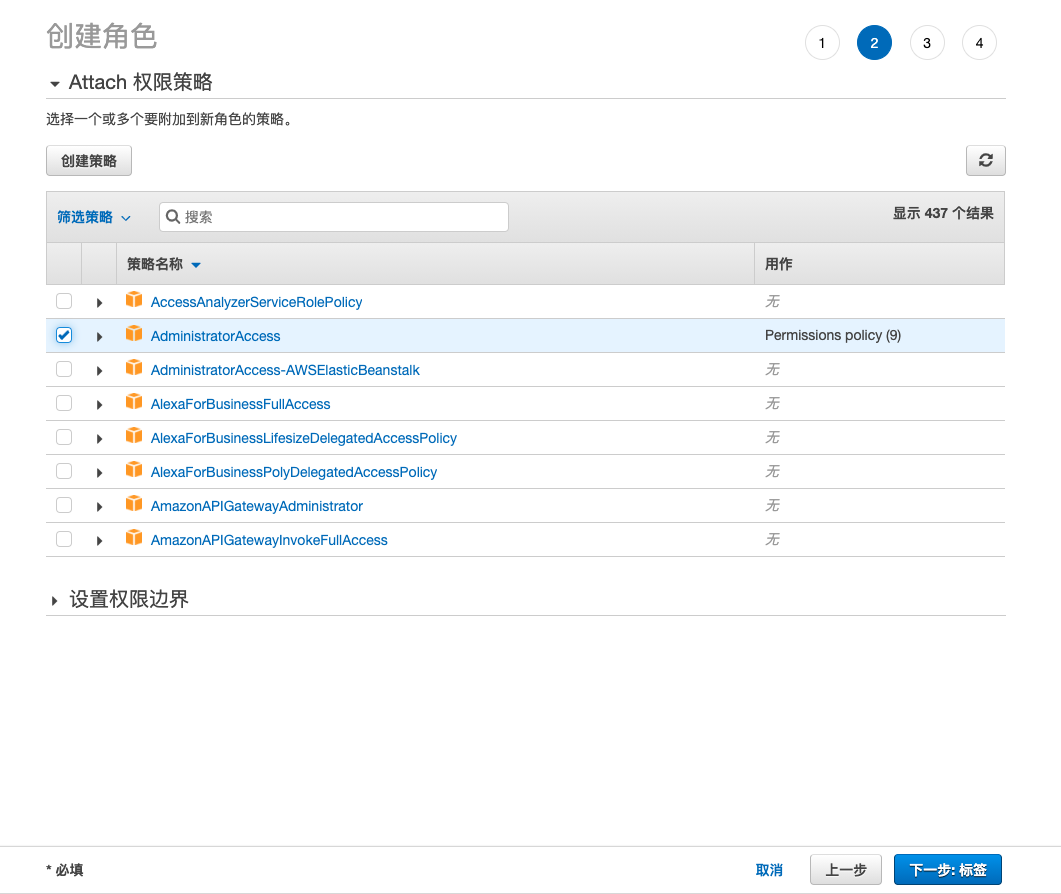 创建角色
1 2 3 4
Attach 权限策略
选择一个或多个要附加到新角色的策略。
创建策略
筛选策略 搜索 显示 437 个结果
策略名称 用作
AccessAnalyzerServiceRolePolicy 无
AdministratorAccess Permissions policy (9)
AdministratorAccess-AWSElasticBeanstalk 无
AlexaForBusinessFullAccess 无
AlexaForBusinessLifesizeDelegatedAccessPolicy 无
AlexaForBusinessPolyDelegatedAccessPolicy 无
AmazonAPIGatewayAdministrator 无
AmazonAPIGatewayInvokeFullAccess 无
设置权限边界
* 必填 取消 上一步 下一步: 标签